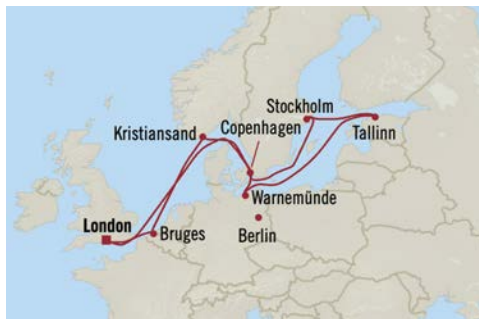 Stockholm
Kristiansand
Copenhagen
Tallinn
Warnemünde
London
Bruges
Berlin